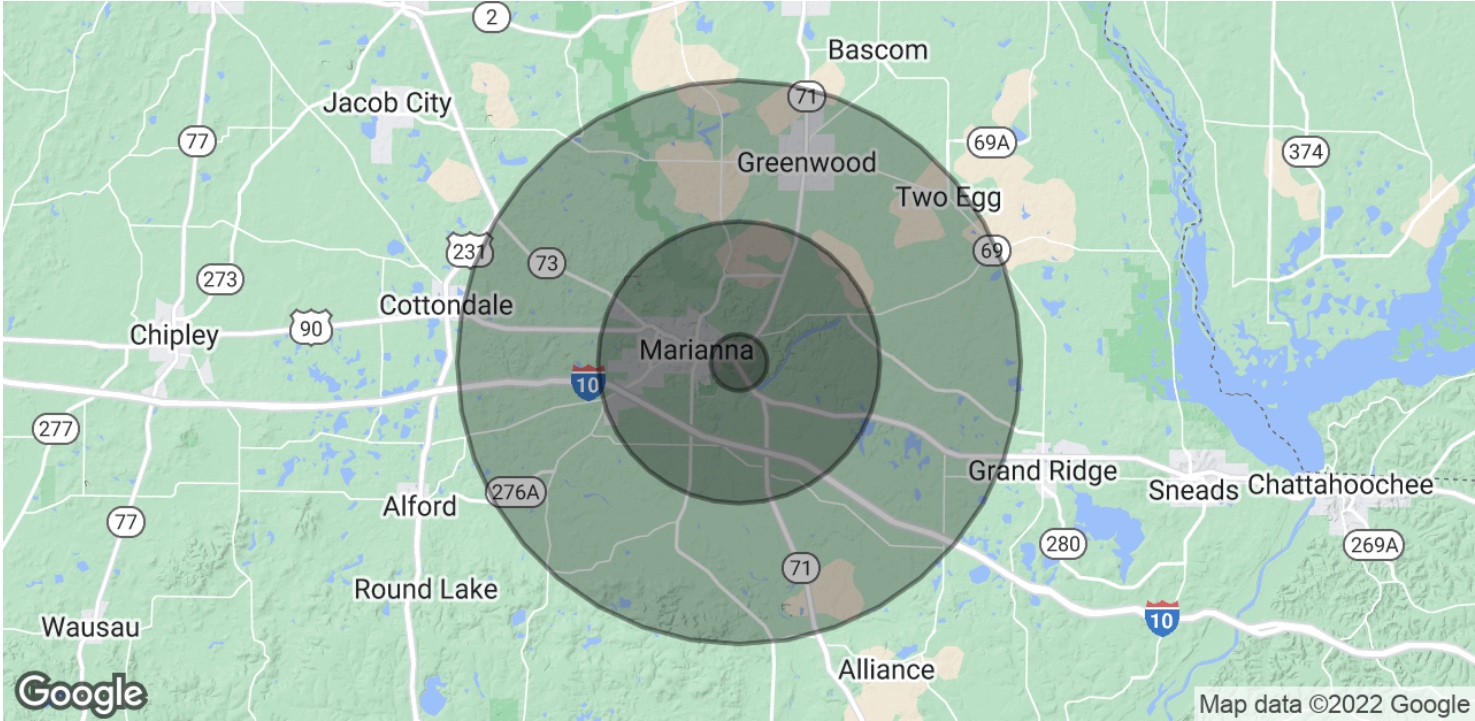 2
Bascom
71
Jacob City
77
69A
374
Greenwood
Two Egg
231
73
69
273
Cottondale
90
Chipley
Marianna
10
277
Grand Ridge
Sneads
Chattahoochee
276A
Alford
77
280
269A
71
Round Lake
10
Wausau
Alliance
Google
Map data ©2022 Google